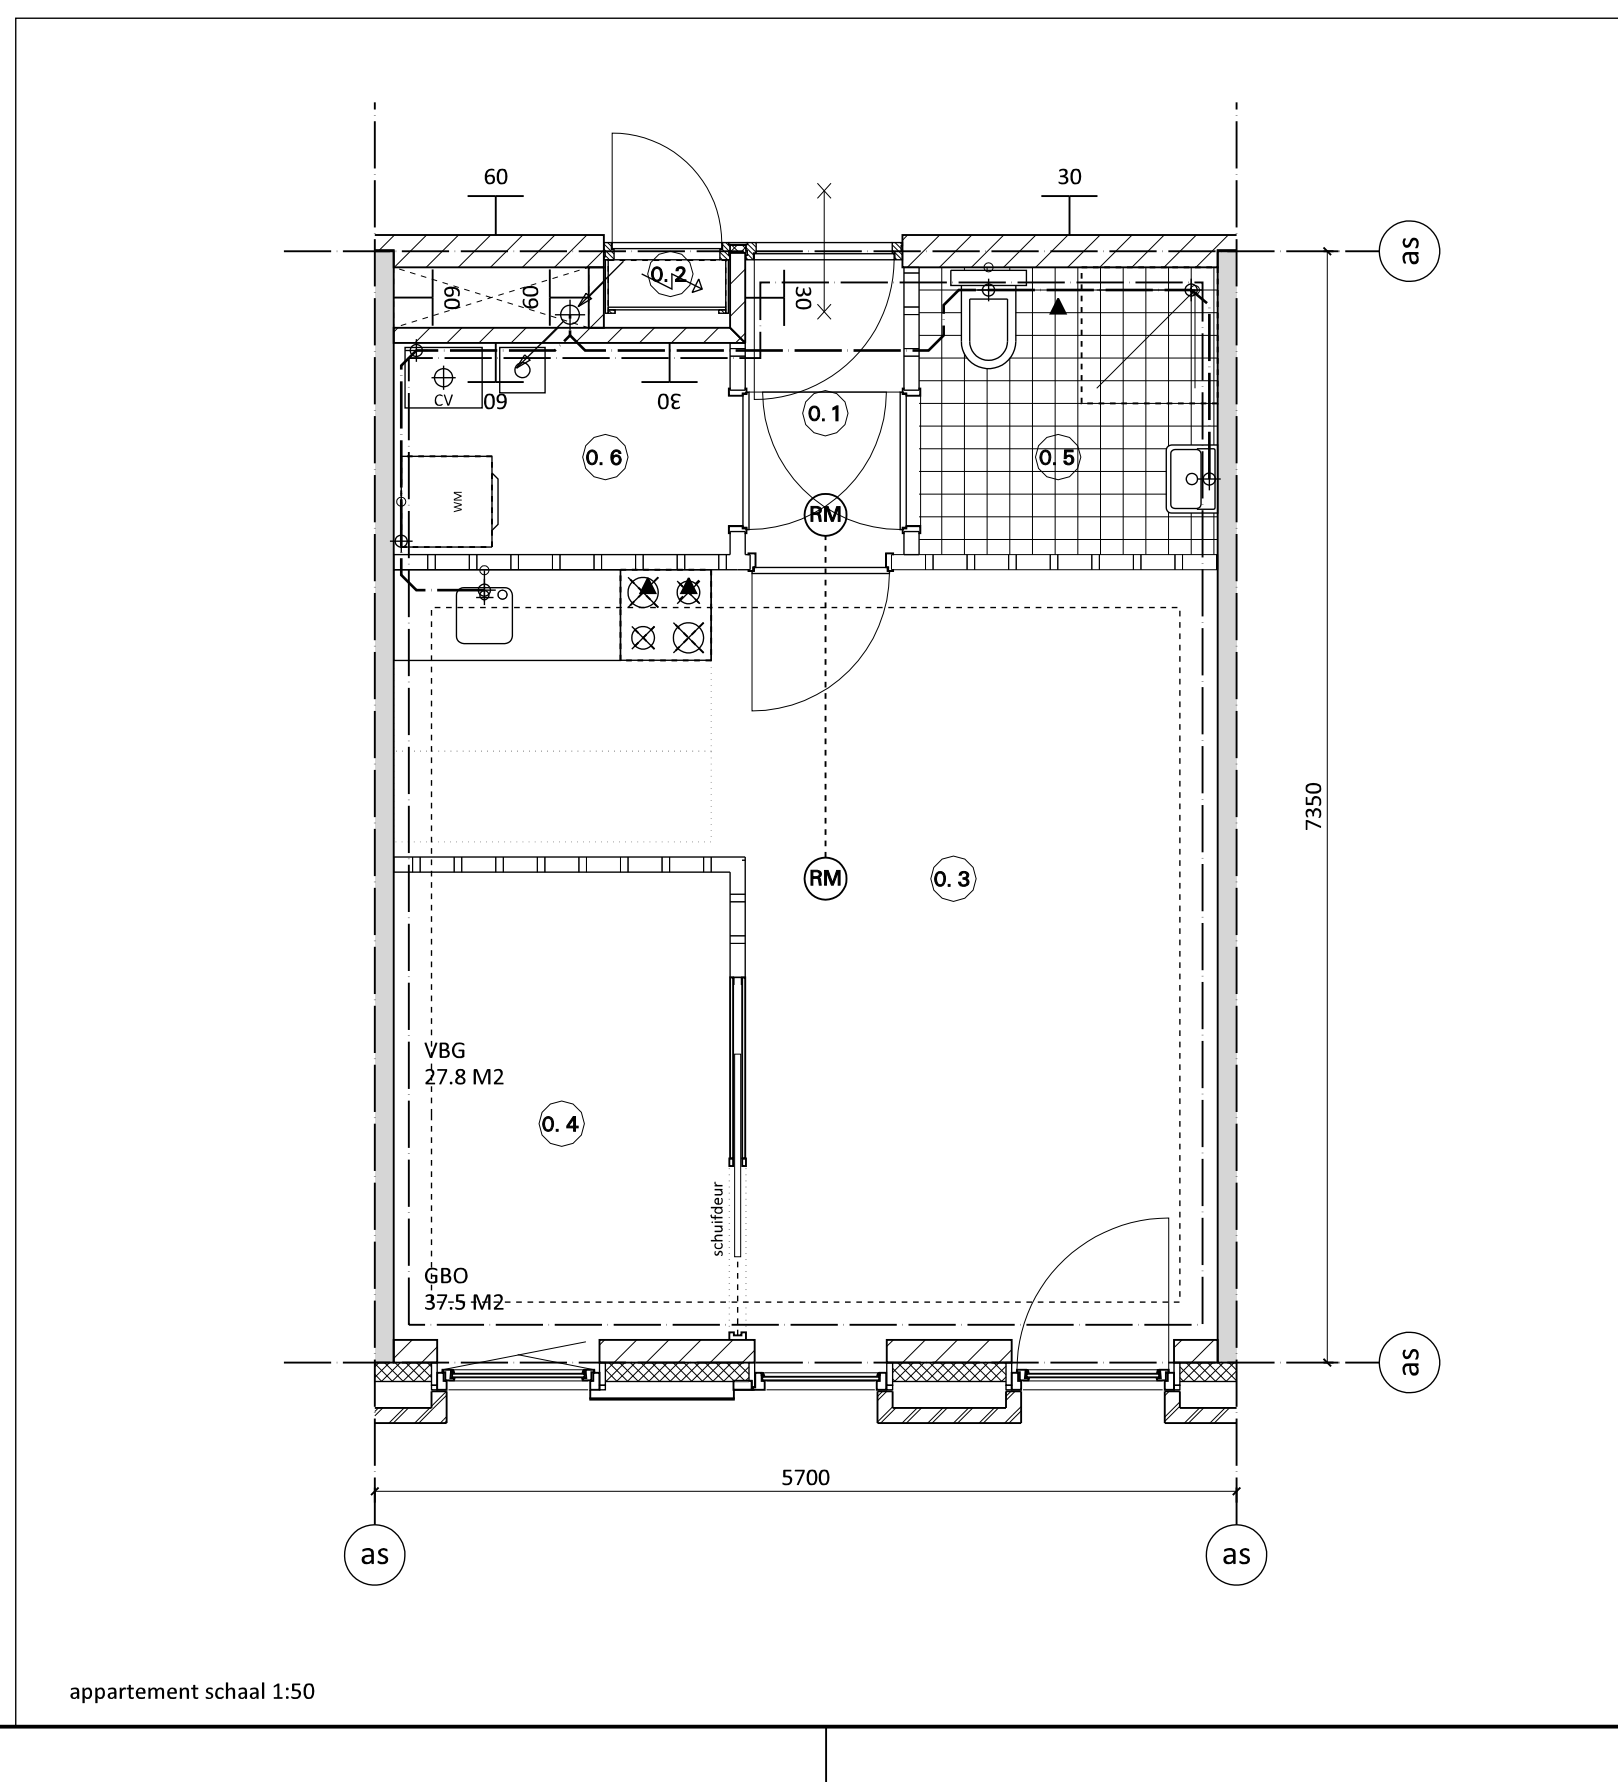 60
30
as
0.2
60
60
30
CV
60
30
0.1
0.6
0.5
RM
WM
7350
RM
0.3
VBG
27.8 M2
0.4
schuifdeur
GBO
37.5 M2
as
5700
as
as
appartement schaal 1:50